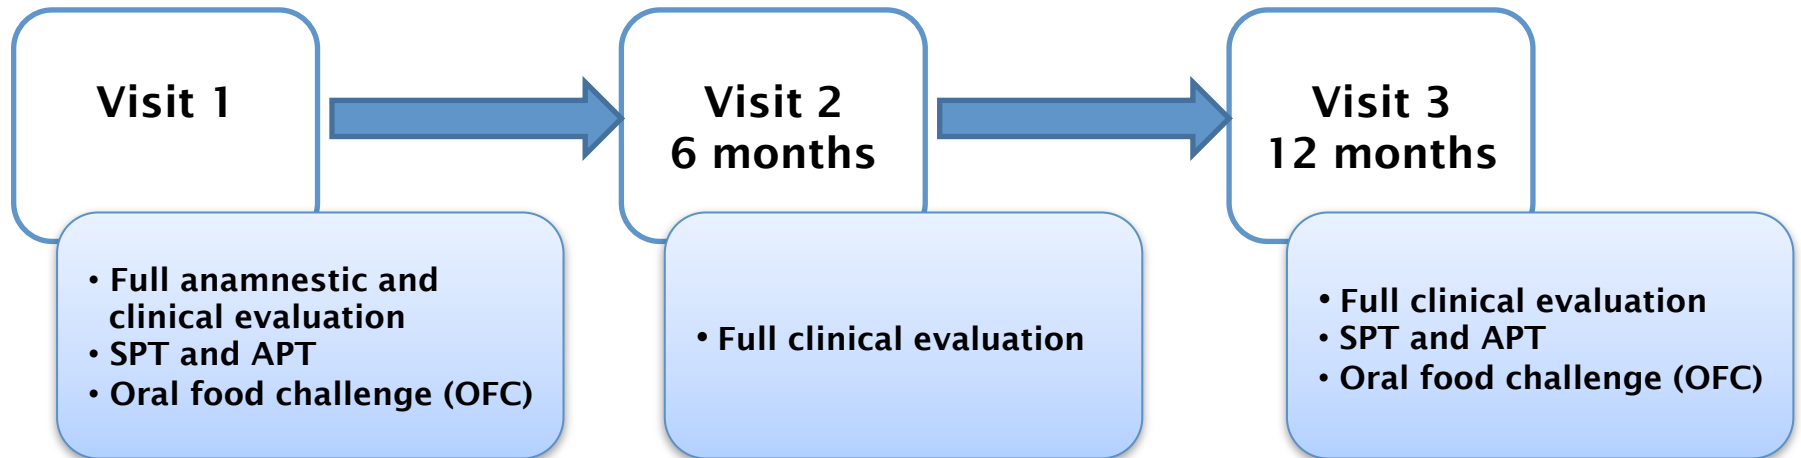 Visit 1
Visit 2
6 months
Visit 3
12 months
• Full anamnestic and
clinical evaluation
• SPT and APT
• Oral food challenge (OFC)
• Full clinical evaluation
• Full clinical evaluation
• SPT and APT
• Oral food challenge (OFC)